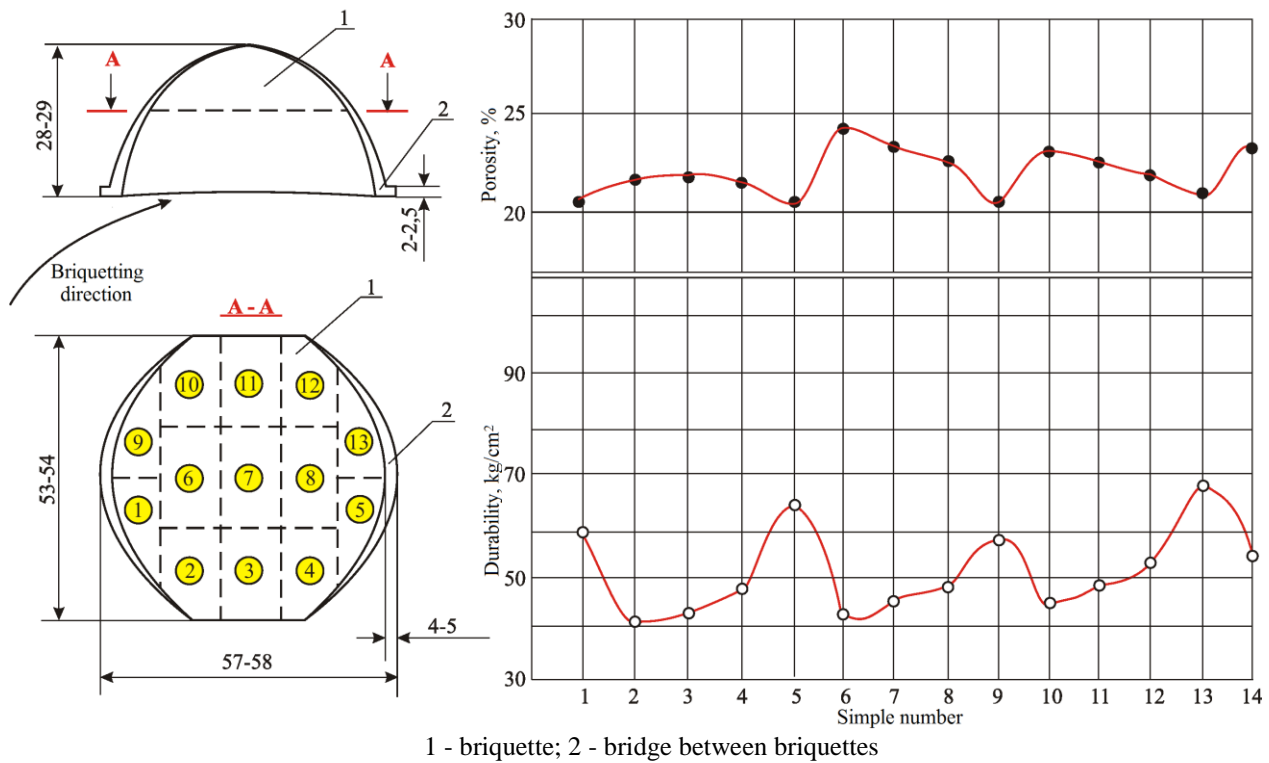 1
A
A
2
28-29
2-2,5
Briquetting
direction
A - A
1
2
10
11
12
9
13
6
7
8
1
5
2
3
4
53-54
4-5
57-58
30
25
20
Porosity, %
90
70
50
30
Durability, kg/cm²
1 2 3 4 5 6 7 8 9 10 11 12 13 14
Simple number
1 - briquette; 2 - bridge between briquettes